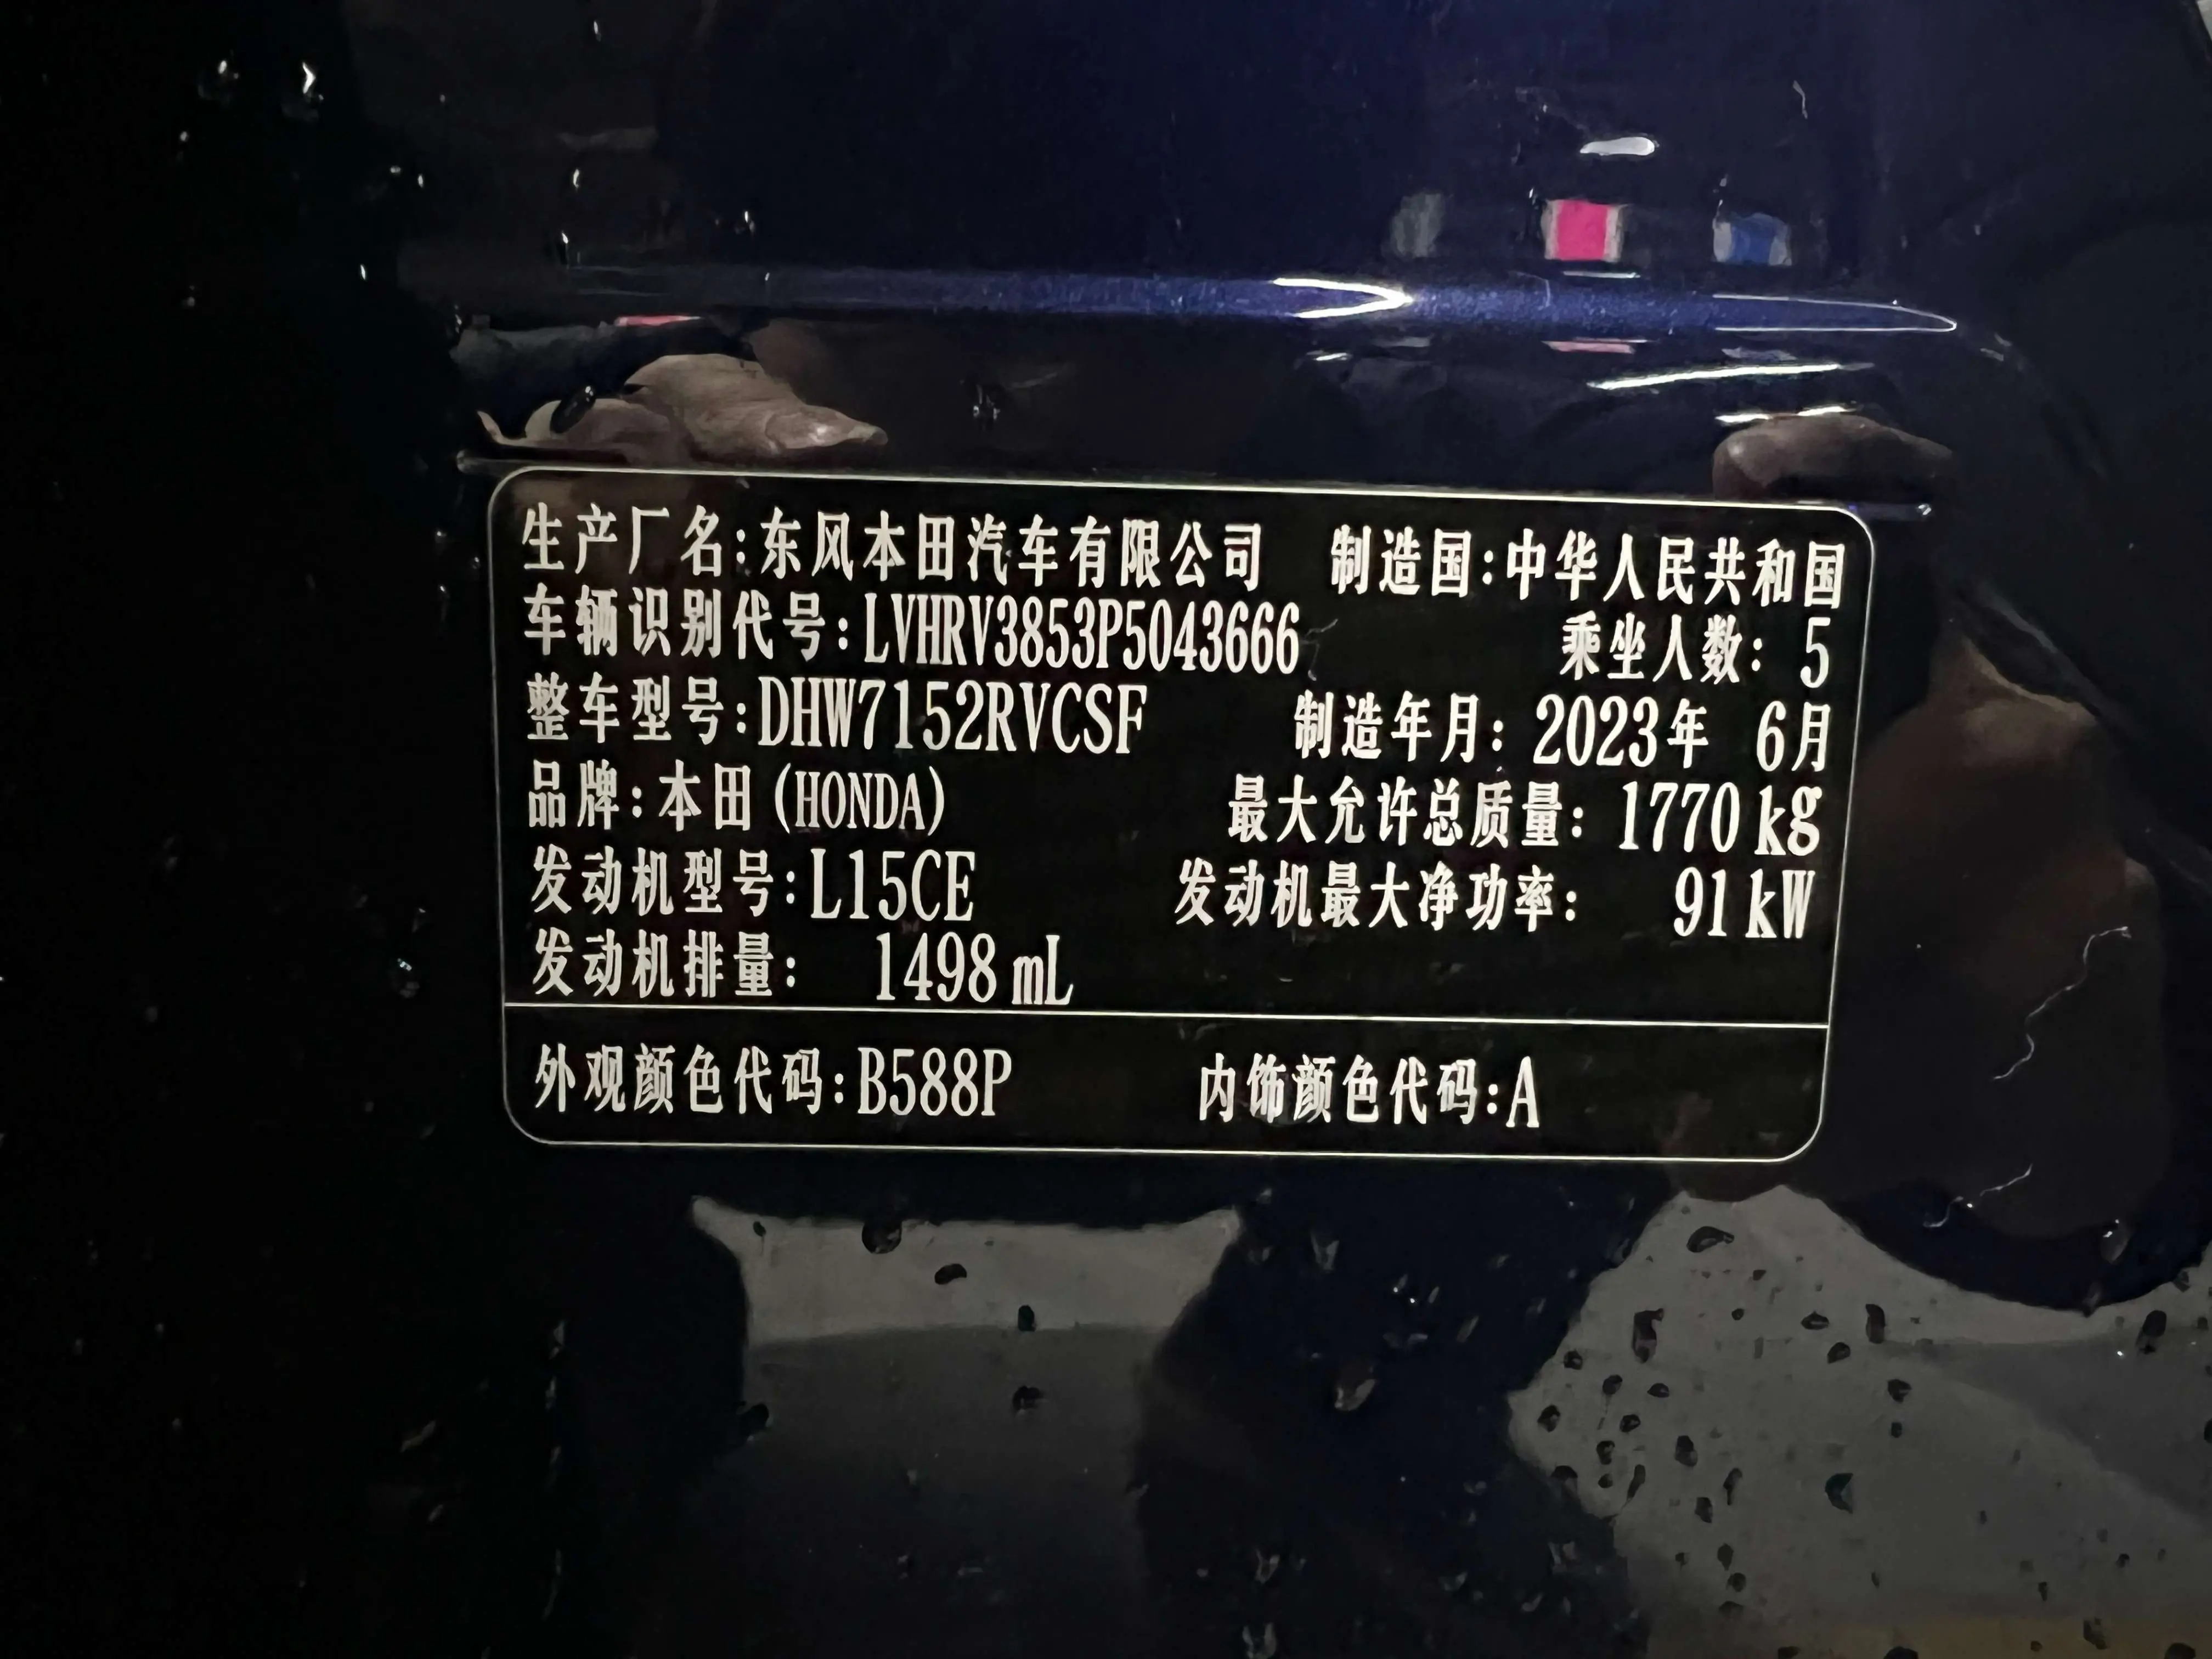 生产厂名:东风本田汽车有限公司 制造国:中华人民共和国
车辆识别代号:LVHRV3853P5043666 乘坐人数: 5
整车型号:DHW7152RVCSF 制造年月: 2023年 6月
品牌:本田(HONDA) 最大允许总质量: 1770 kg
发动机型号:L15CE 发动机最大净功率: 91 kW
发动机排量: 1498 mL
外观颜色代码:B588P 内饰颜色代码:A